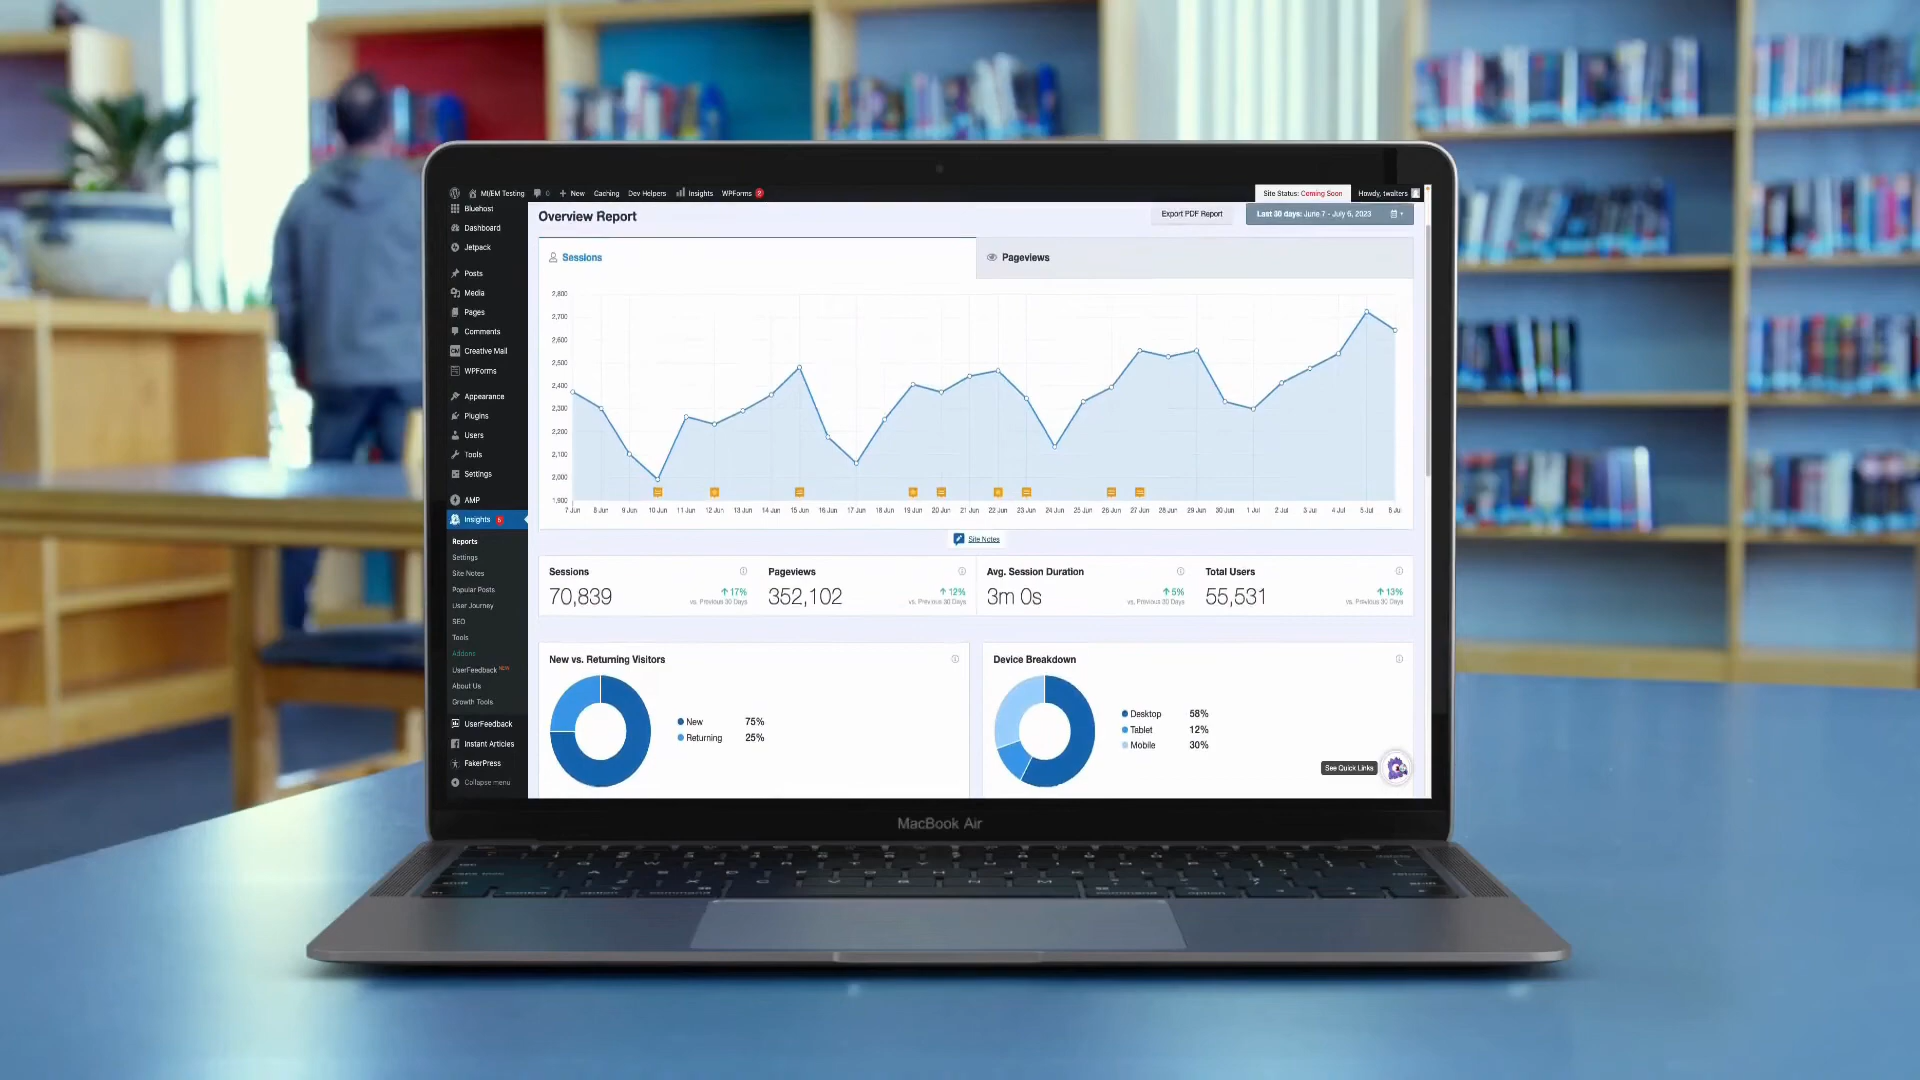 MI/EM Testing 0 New Caching Dev Helpers Insights WPForms 2 Site Status: Coming Soon Howdy, twalters
Bluehost
Dashboard
Jetpack
Posts
Media
Pages
Comments
Creative Mail
WPForms
Appearance
Plugins
Users
Tools
Settings
AMP
Insights 5
Reports
Settings
Site Notes
Popular Posts
User Journey
SEO
Tools
Addons
UserFeedback NEW
About Us
Growth Tools
UserFeedback
Instant Articles
FakerPress
Collapse menu
Overview Report
Export PDF Report
Last 30 days: June 7 - July 6, 2023
Sessions
Pageviews
2,800
2,700
2,600
2,500
2,400
2,300
2,200
2,100
2,000
1,900
7 Jun 8 Jun 9 Jun 10 Jun 11 Jun 12 Jun 13 Jun 14 Jun 15 Jun 16 Jun 17 Jun 18 Jun 19 Jun 20 Jun 21 Jun 22 Jun 23 Jun 24 Jun 25 Jun 26 Jun 27 Jun 28 Jun 29 Jun 30 Jun 1 Jul 2 Jul 3 Jul 4 Jul 5 Jul 6 Jul
Site Notes
Sessions
70,839
17%
vs. Previous 30 Days
Pageviews
352,102
12%
vs. Previous 30 Days
Avg. Session Duration
3m 0s
5%
vs. Previous 30 Days
Total Users
55,531
13%
vs. Previous 30 Days
New vs. Returning Visitors
New 75%
Returning 25%
Device Breakdown
Desktop 58%
Tablet 12%
Mobile 30%
See Quick Links
MacBook Air